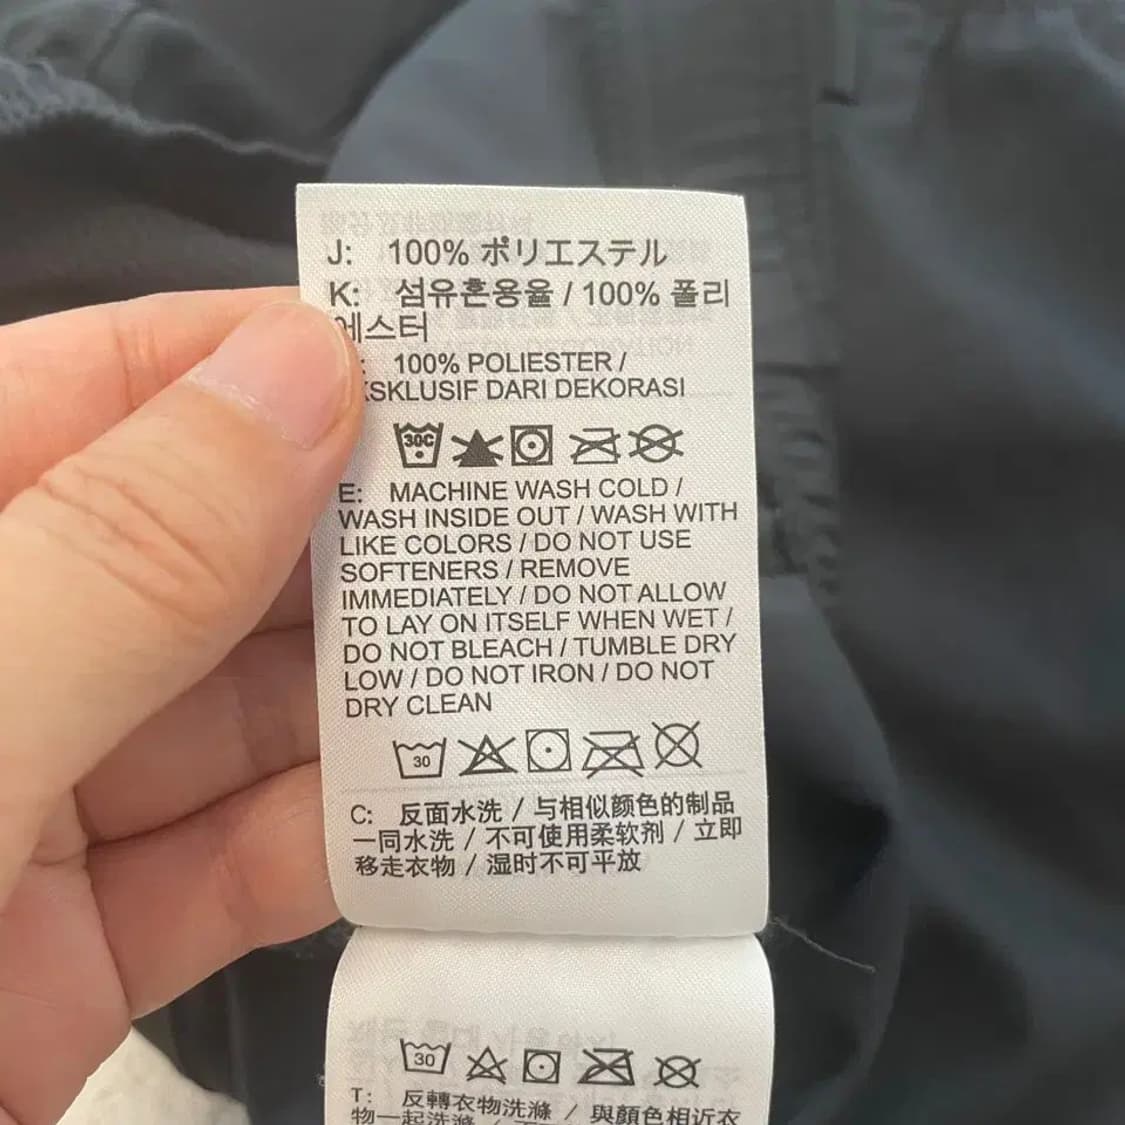 J: 100% ポリエステル
K: 섬유혼용율 / 100% 폴리
에스터
100% POLIESTER /
KSKLUSIF DARI DEKORASI
30C
E: MACHINE WASH COLD /
WASH INSIDE OUT / WASH WITH
LIKE COLORS / DO NOT USE
SOFTENERS / REMOVE
IMMEDIATELY / DO NOT ALLOW
TO LAY ON ITSELF WHEN WET /
DO NOT BLEACH / TUMBLE DRY
LOW / DO NOT IRON / DO NOT
DRY CLEAN
30
C: 反面水洗 / 与相似颜色的制品
一同水洗 / 不可使用柔软剂 / 立即
移走衣物 / 湿时不可平放
30
T: 反轉衣物洗滌 / 與顏色相近衣
物一起洗滌 /